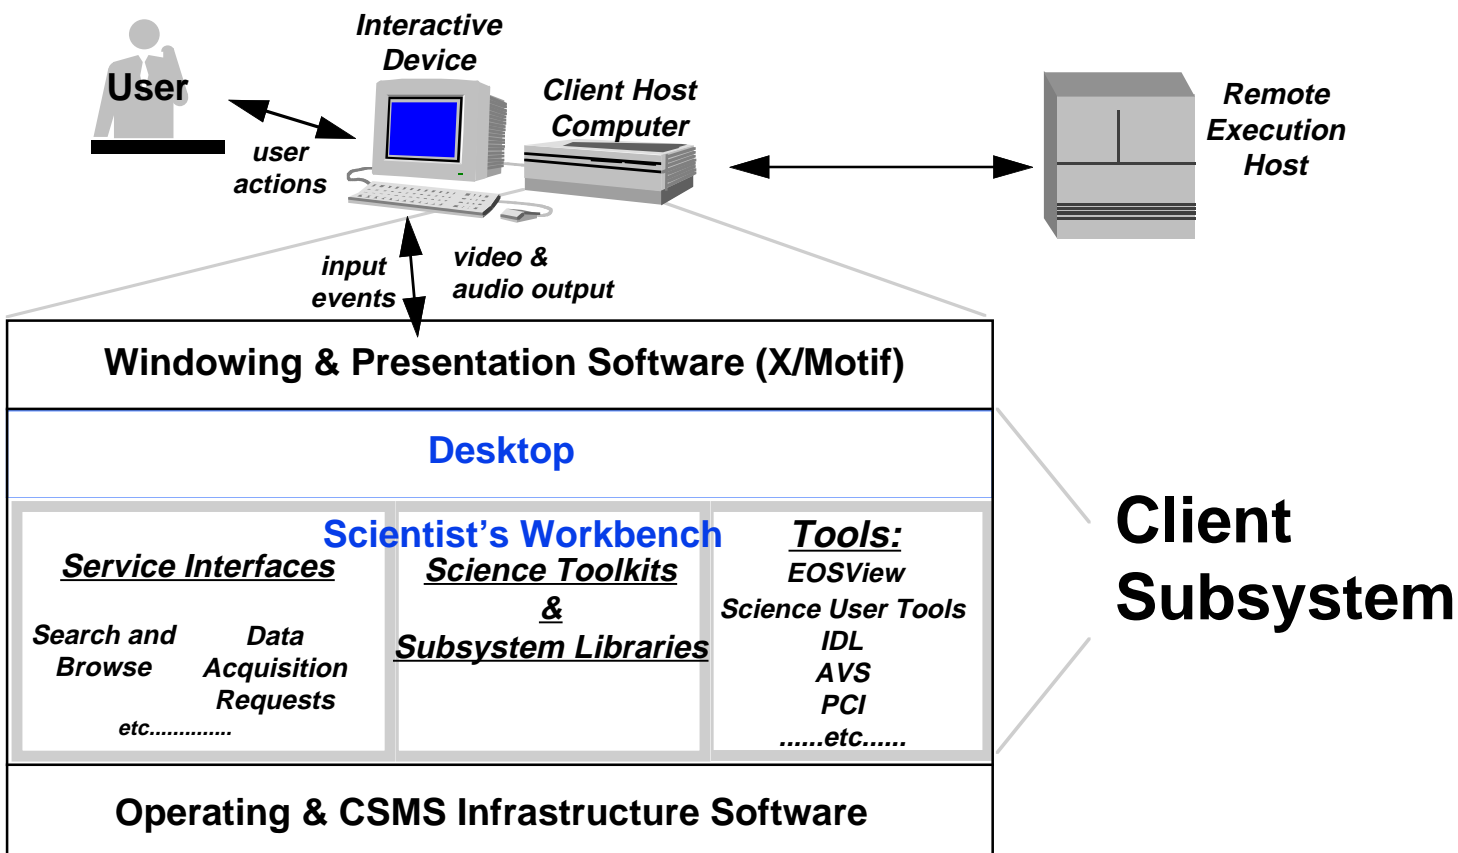 Interactive
Device
User
user
actions
Client Host
Computer
Remote
Execution
Host
input
events
video &
audio output
Windowing & Presentation Software (X/Motif)
Desktop
Scientist's Workbench
Service Interfaces
Search and
Browse
Data
Acquisition
Requests
etc..............
Science Toolkits
&
Subsystem Libraries
Tools:
EOSView
Science User Tools
IDL
AVS
PCI
......etc......
Operating & CSMS Infrastructure Software
Client
Subsystem